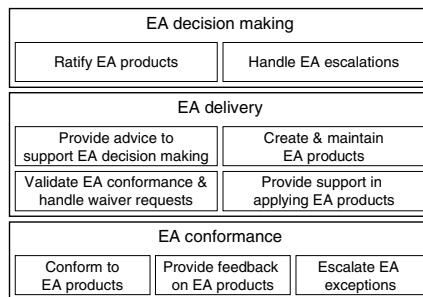 EA decision making
Ratify EA products
Handle EA escalations
EA delivery
Provide advice to
support EA decision making
Create & maintain
EA products
Validate EA conformance &
handle waiver requests
Provide support in
applying EA products
EA conformance
Conform to
EA products
Provide feedback
on EA products
Escalate EA
exceptions